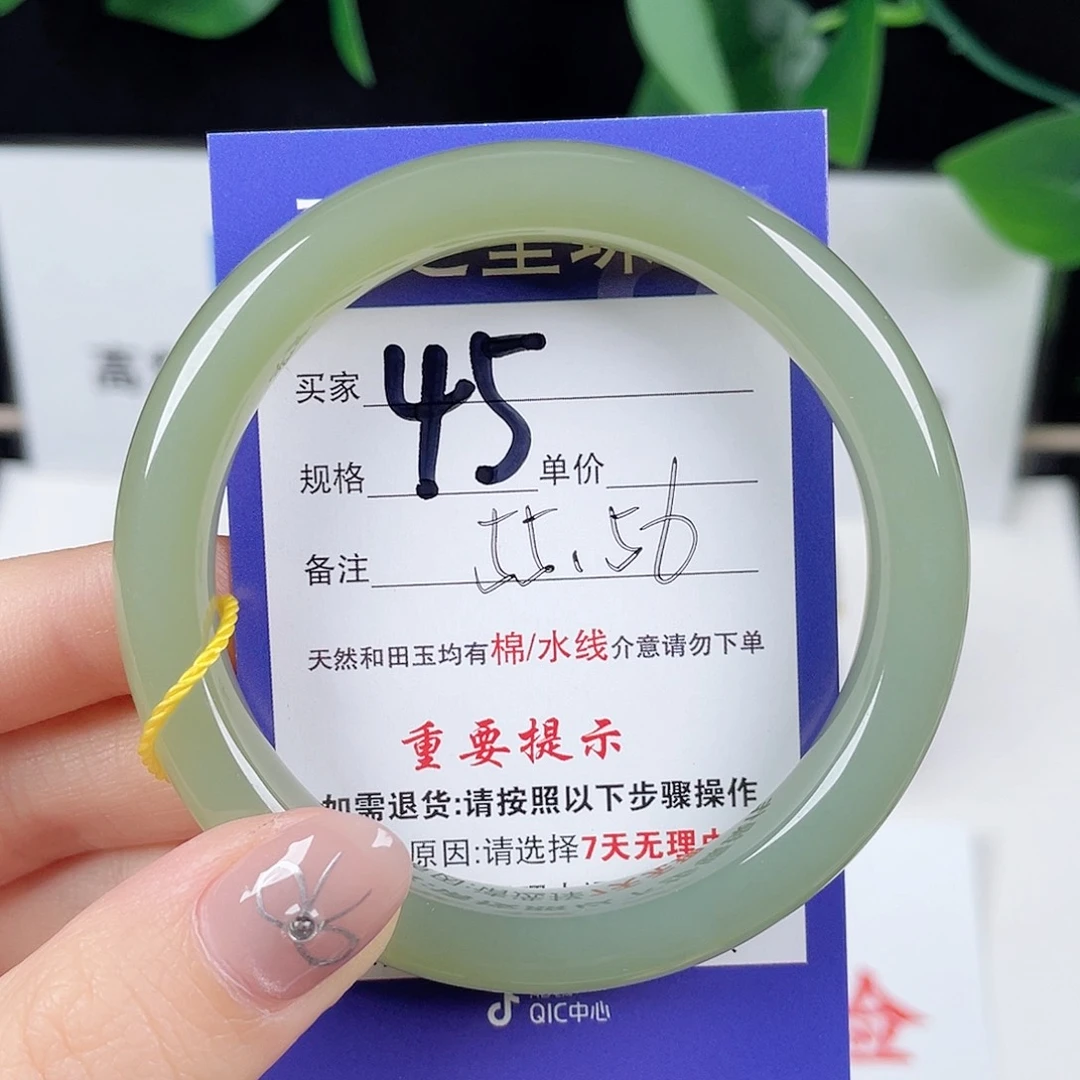 买家 45
规格 单价
备注 55.56
天然和田玉均有棉/水线介意请勿下单
重要提示
如需退货:请按照以下步骤操作
原因:请选择7天无理由
QIC中心